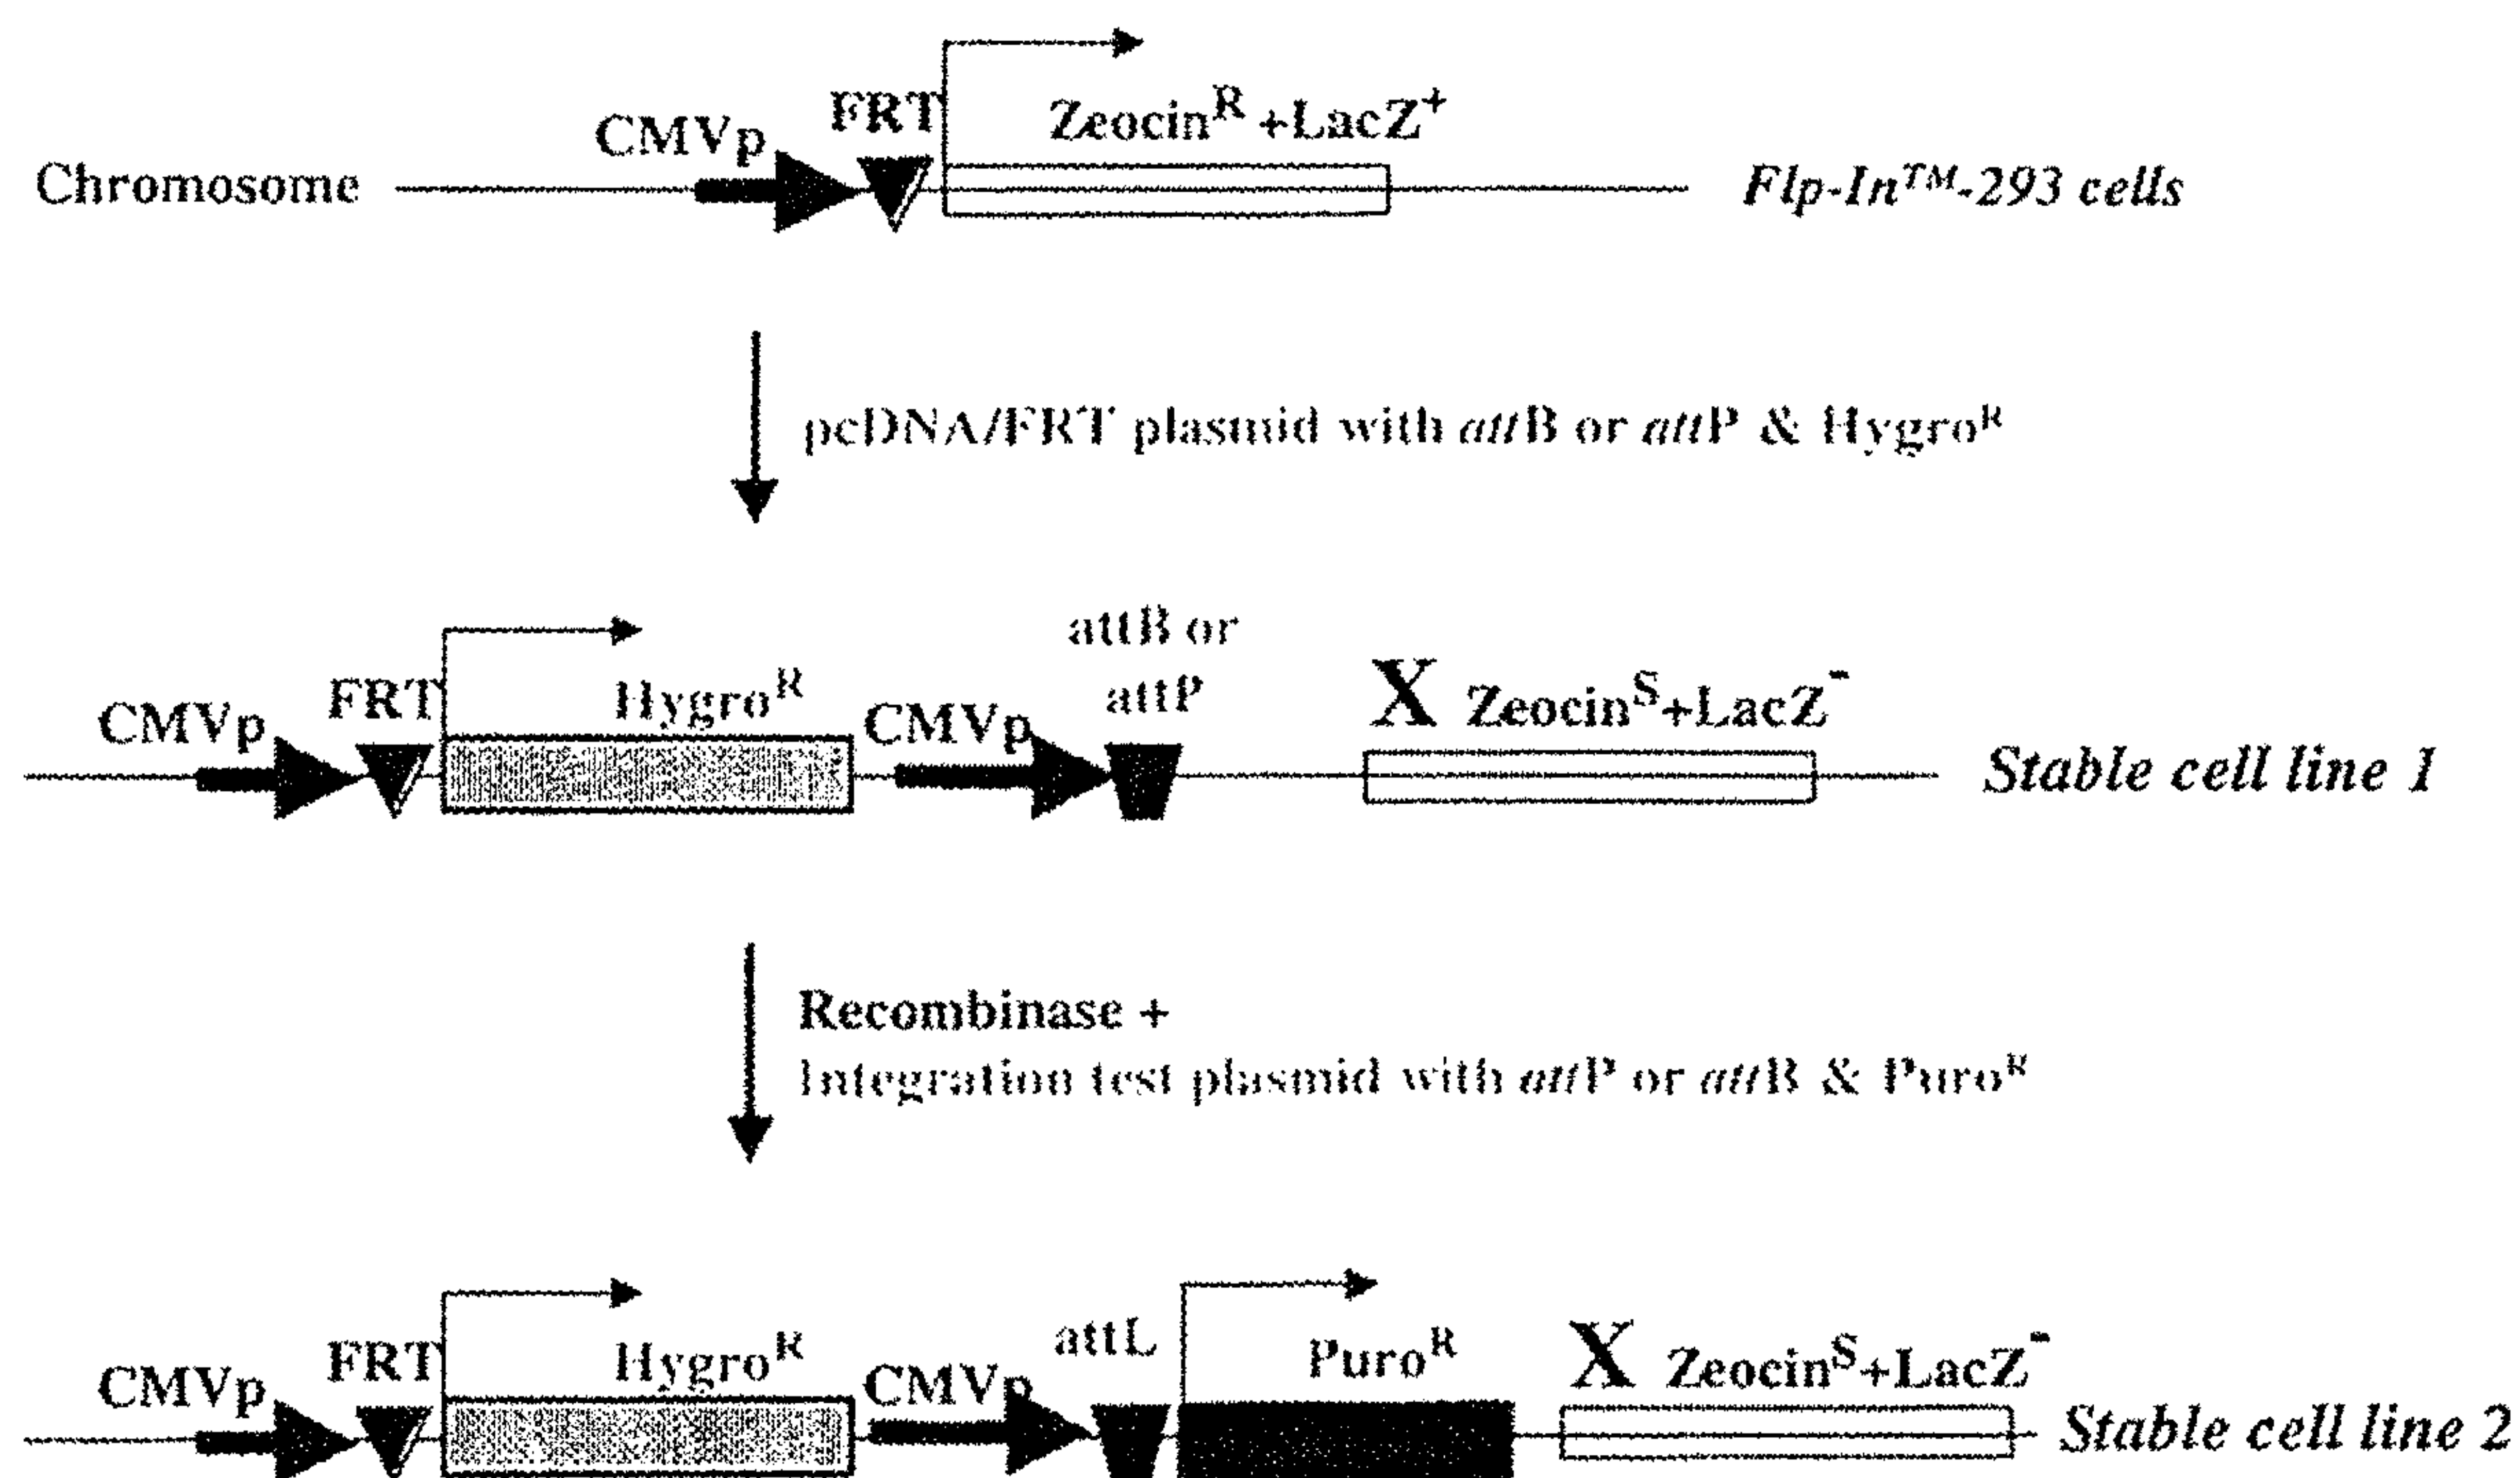 Chromosome CMVp FRT Zeocin^R +LacZ^+ Flp-In™-293 cells
pcDNA/FRT plasmid with attB or attP & Hygro^R
attB or
attP
CMVp FRT Hygro^R CMVp X Zeocin^S+LacZ^- Stable cell line 1
Recombinase +
Integration test plasmid with attP or attB & Puro^R
CMVp FRT Hygro^R CMVp attL Puro^R X Zeocin^S+LacZ^- Stable cell line 2